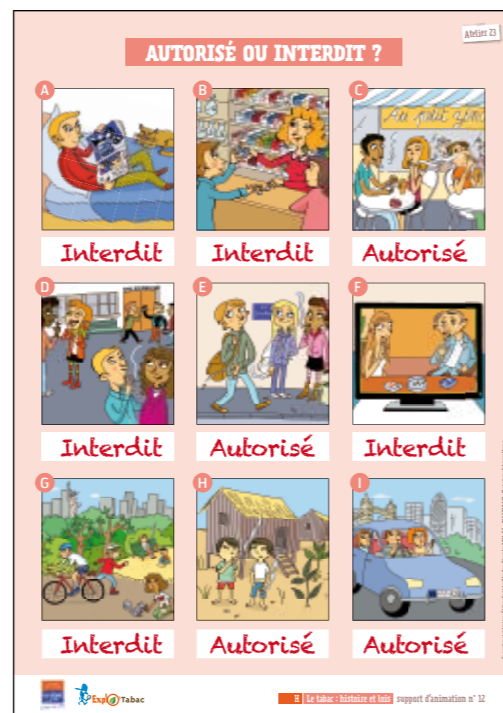 Atelier 23
AUTORISÉ OU INTERDIT ?
A
B
C
Interdit
Interdit
Autorisé
D
E
F
Interdit
Autorisé
Interdit
G
H
I
Interdit
Autorisé
Autorisé
Tabac
Le tabac : histoire et lois support d'animation n° 12